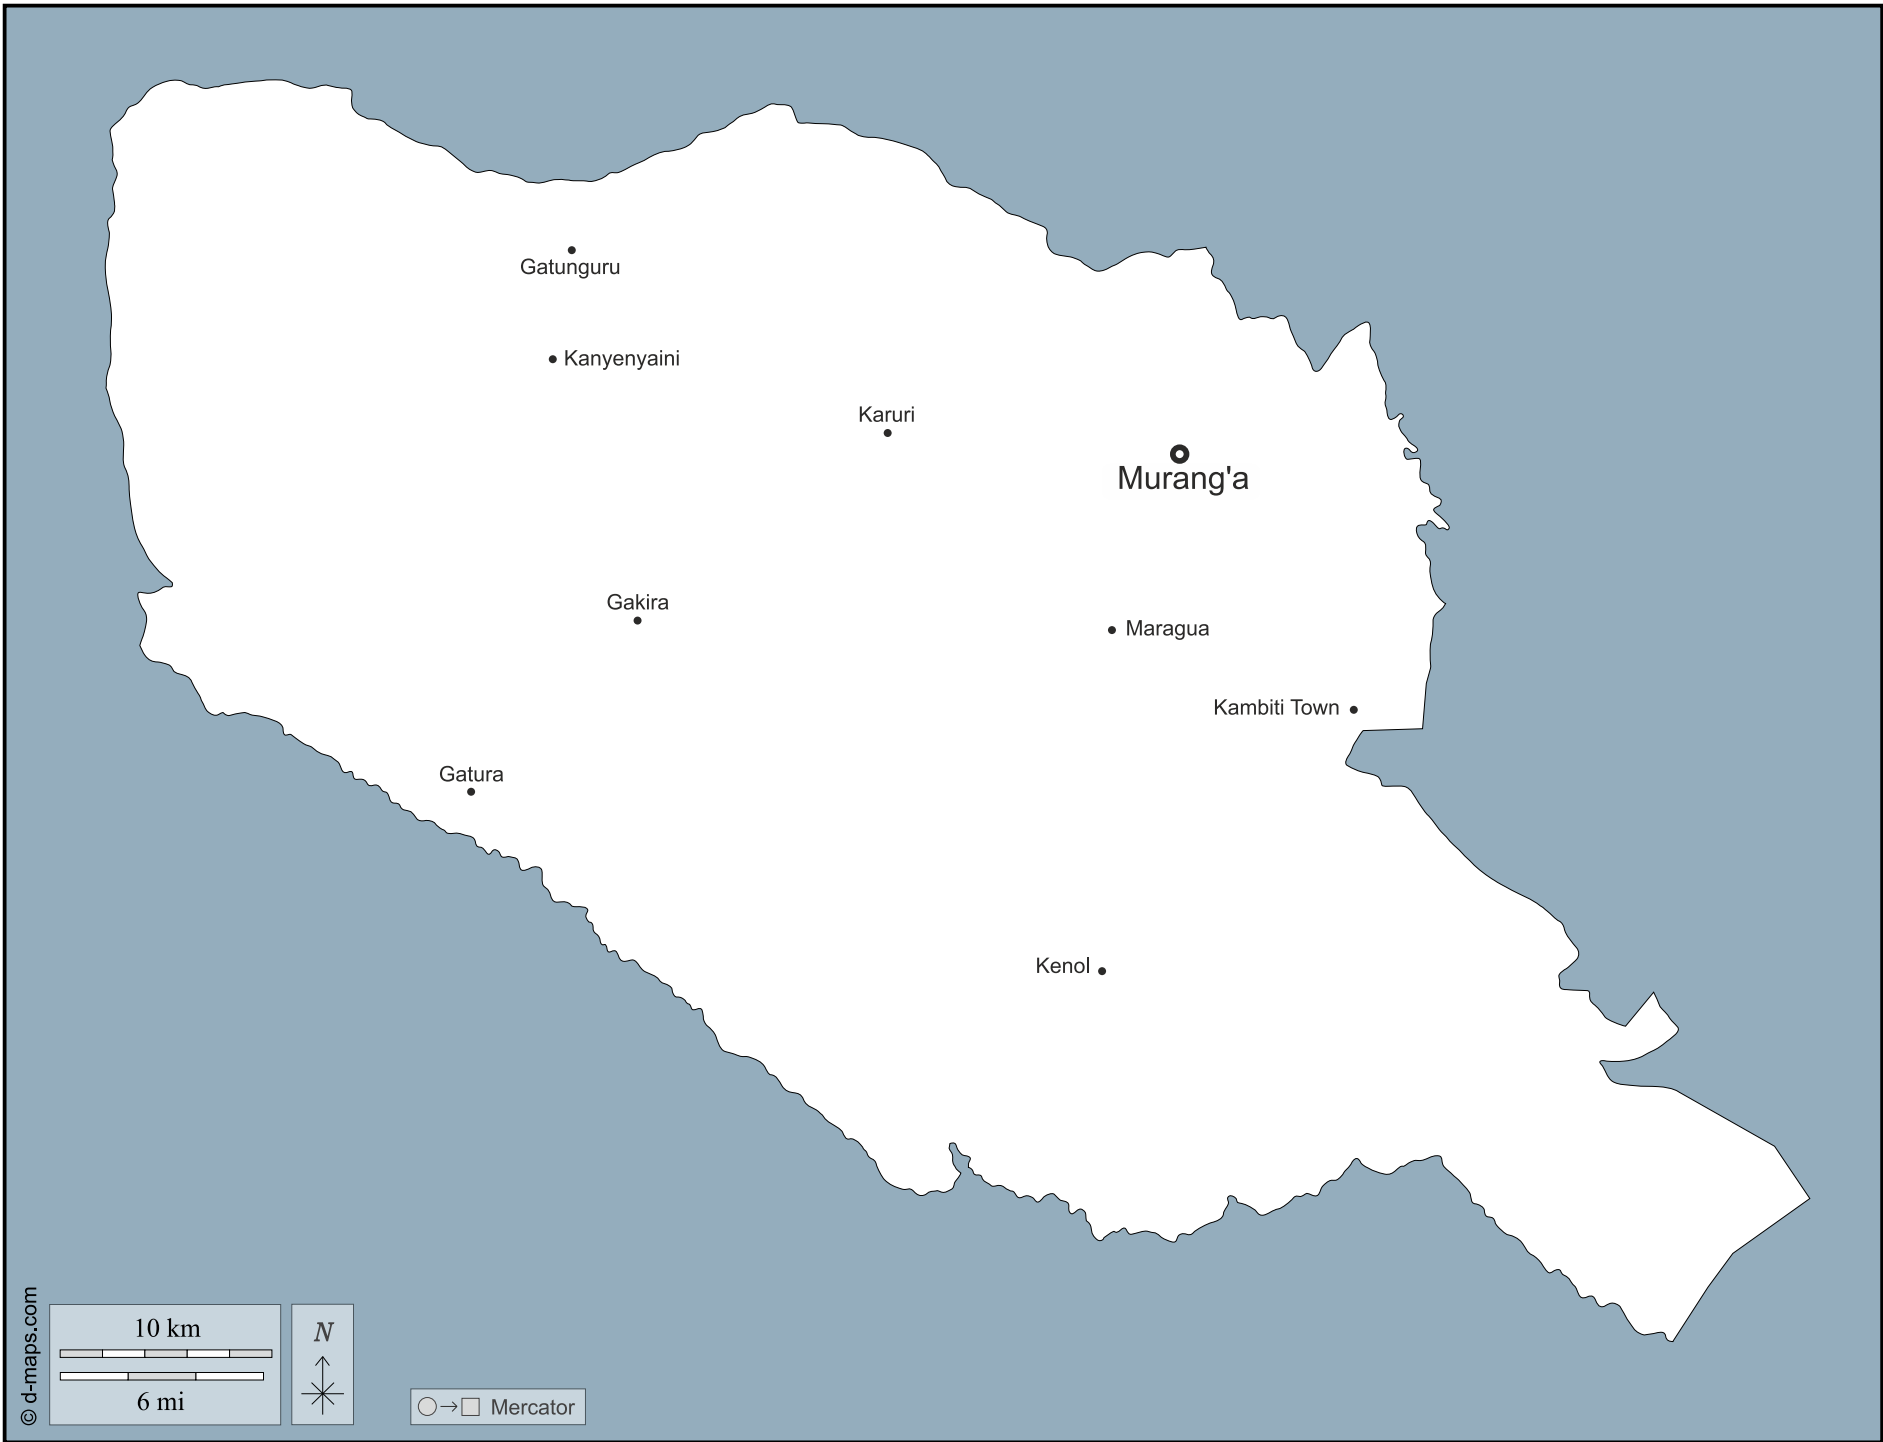 Gatunguru
Kanyenyaini
Karuri
Murang'a
Gakira
Maragua
Kambiti Town
Gatura
Kenol
© d-maps.com
10 km
6 mi
N
Mercator